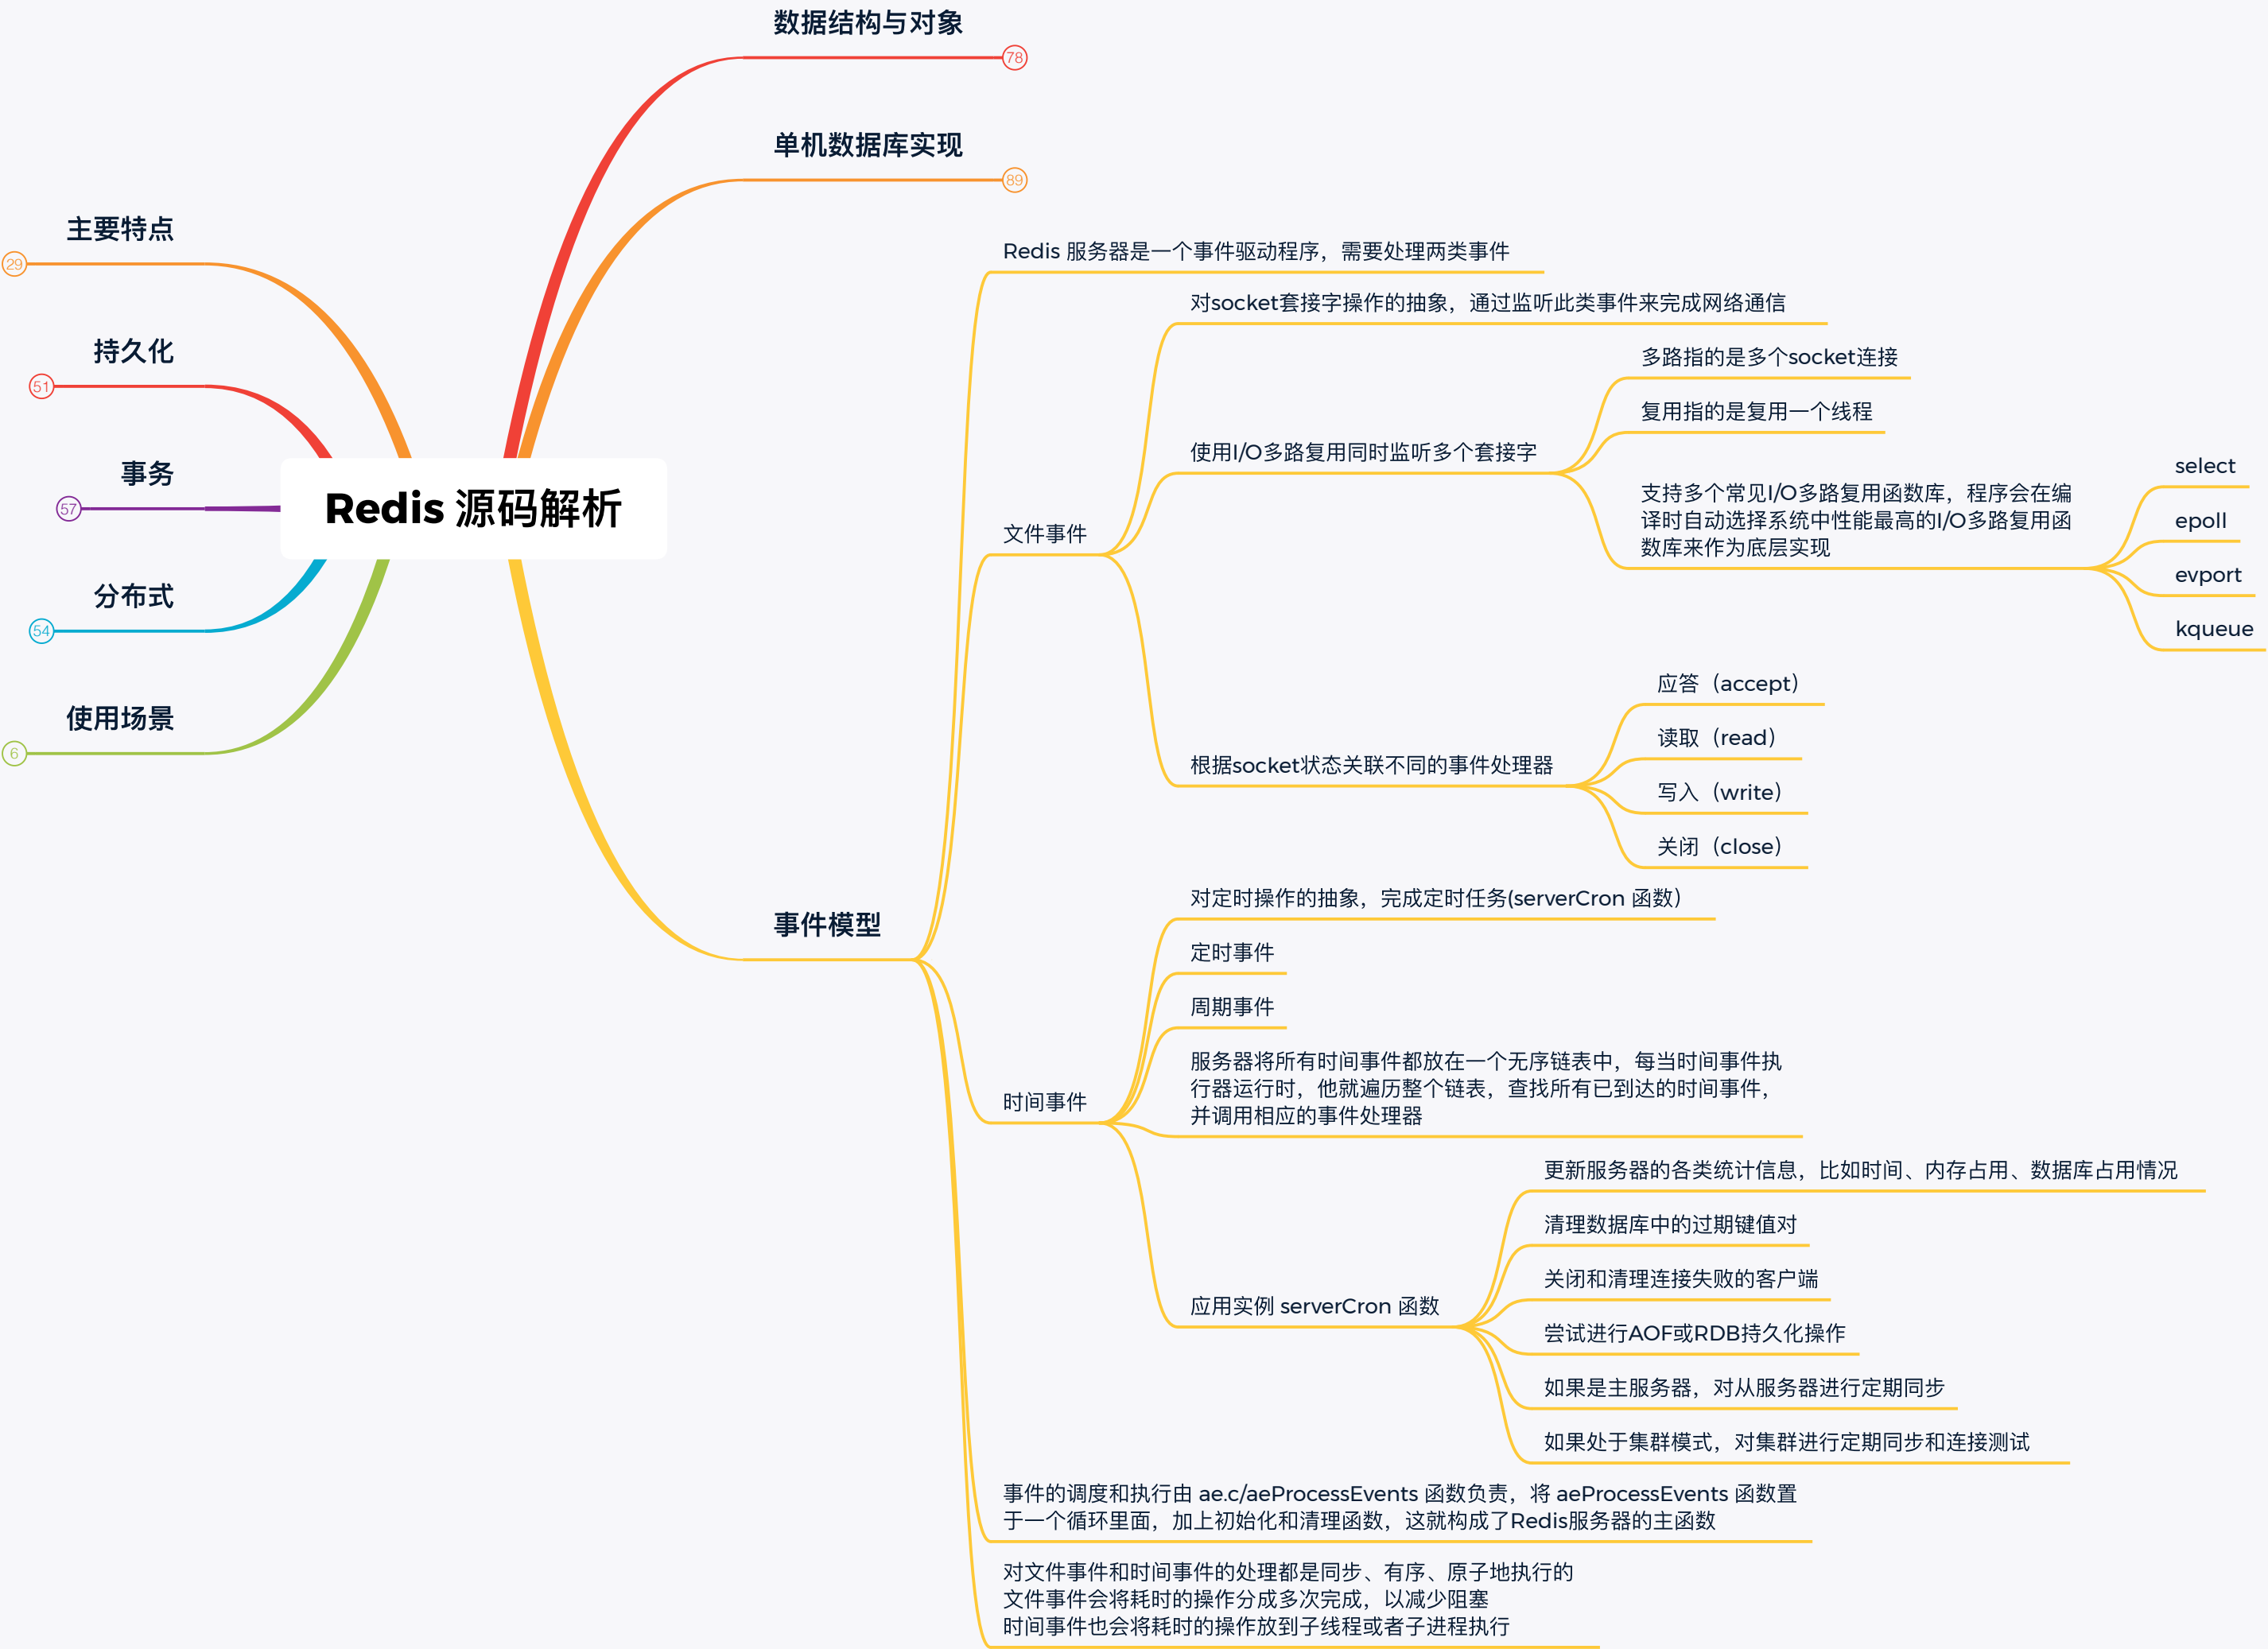 Redis 源码解析
数据结构与对象
78
单机数据库实现
89
事件模型
Redis 服务器是一个事件驱动程序，需要处理两类事件
文件事件
对socket套接字操作的抽象，通过监听此类事件来完成网络通信
使用I/O多路复用同时监听多个套接字
多路指的是多个socket连接
复用指的是复用一个线程
支持多个常见I/O多路复用函数库，程序会在编
译时自动选择系统中性能最高的I/O多路复用函
数库来作为底层实现
select
epoll
evport
kqueue
根据socket状态关联不同的事件处理器
应答（accept）
读取（read）
写入（write）
关闭（close）
时间事件
对定时操作的抽象，完成定时任务(serverCron 函数）
定时事件
周期事件
服务器将所有时间事件都放在一个无序链表中，每当时间事件执
行器运行时，他就遍历整个链表，查找所有已到达的时间事件，
并调用相应的事件处理器
应用实例 serverCron 函数
更新服务器的各类统计信息，比如时间、内存占用、数据库占用情况
清理数据库中的过期键值对
关闭和清理连接失败的客户端
尝试进行AOF或RDB持久化操作
如果是主服务器，对从服务器进行定期同步
如果处于集群模式，对集群进行定期同步和连接测试
事件的调度和执行由 ae.c/aeProcessEvents 函数负责，将 aeProcessEvents 函数置
于一个循环里面，加上初始化和清理函数，这就构成了Redis服务器的主函数
对文件事件和时间事件的处理都是同步、有序、原子地执行的
文件事件会将耗时的操作分成多次完成，以减少阻塞
时间事件也会将耗时的操作放到子线程或者子进程执行
主要特点
29
持久化
51
事务
57
分布式
54
使用场景
6